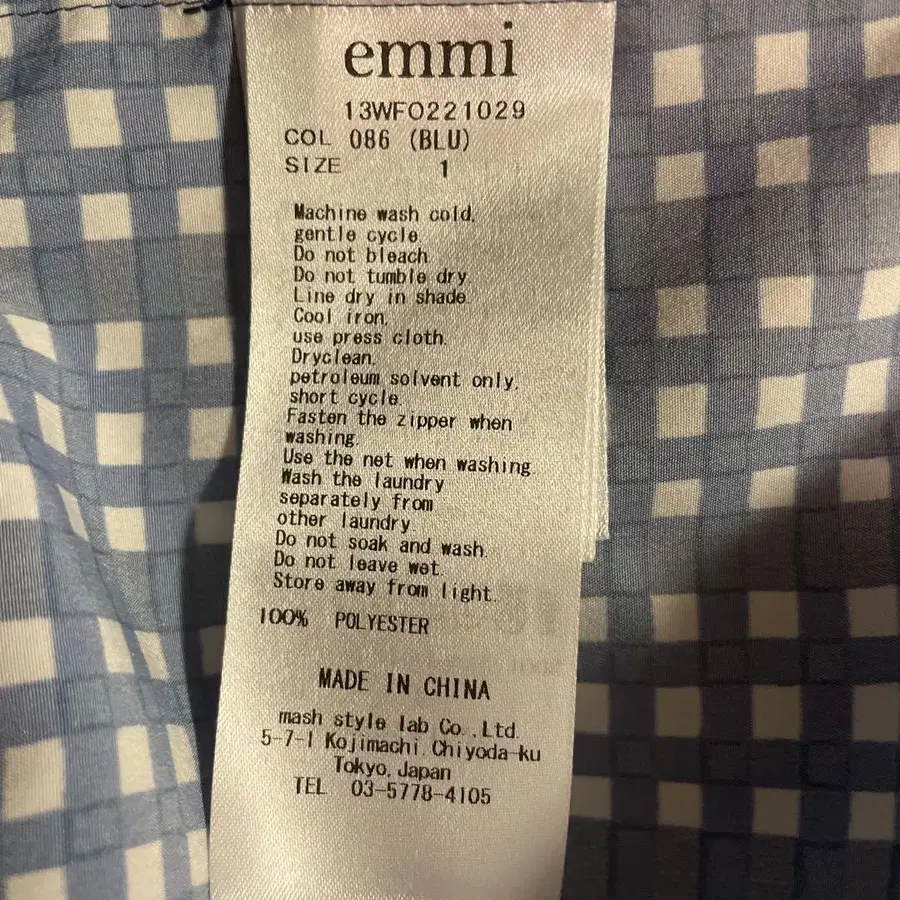 emmi
13WFO221029
COL 086 (BLU)
SIZE 1
Machine wash cold,
gentle cycle.
Do not bleach.
Do not tumble dry
Line dry in shade.
Cool iron,
use press cloth.
Dryclean,
petroleum solvent only,
short cycle.
Fasten the zipper when
washing.
Use the net when washing.
Wash the laundry
separately from
other laundry
Do not soak and wash.
Do not leave wet.
Store away from light.
100% POLYESTER
MADE IN CHINA
mash style lab Co.,Ltd.
5-7-1 Kojimachi,Chiyoda-ku
Tokyo,Japan
TEL 03-5778-4105